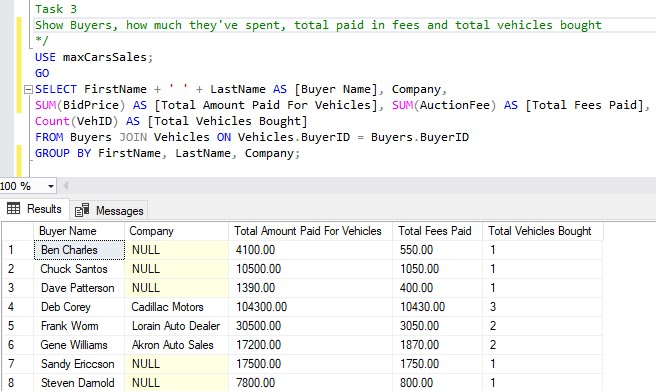 Task 3
Show Buyers, how much they've spent, total paid in fees and total vehicles bought
*/
USE maxCarsSales;
GO
SELECT FirstName + ' ' + LastName AS [Buyer Name], Company,
SUM(BidPrice) AS [Total Amount Paid For Vehicles], SUM(AuctionFee) AS [Total Fees Paid],
Count(VehID) AS [Total Vehicles Bought]
FROM Buyers JOIN Vehicles ON Vehicles.BuyerID = Buyers.BuyerID
GROUP BY FirstName, LastName, Company;
100 %
Results Messages
Buyer Name Company Total Amount Paid For Vehicles Total Fees Paid Total Vehicles Bought
1 Ben Charles NULL 4100.00 550.00 1
2 Chuck Santos NULL 10500.00 1050.00 1
3 Dave Patterson NULL 1390.00 400.00 1
4 Deb Corey Cadillac Motors 104300.00 10430.00 3
5 Frank Worm Lorain Auto Dealer 30500.00 3050.00 2
6 Gene Williams Akron Auto Sales 17200.00 1870.00 2
7 Sandy Ericcson NULL 17500.00 1750.00 1
8 Steven Darnold NULL 7800.00 800.00 1